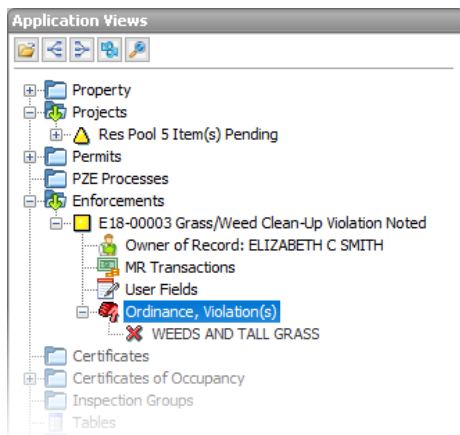 Application Views
Property
Projects
Res Pool 5 Item(s) Pending
Permits
PZE Processes
Enforcements
E18-00003 Grass/Weed Clean-Up Violation Noted
Owner of Record: ELIZABETH C SMITH
MR Transactions
User Fields
Ordinance, Violation(s)
WEEDS AND TALL GRASS
Certificates
Certificates of Occupancy
Inspection Groups
Tables